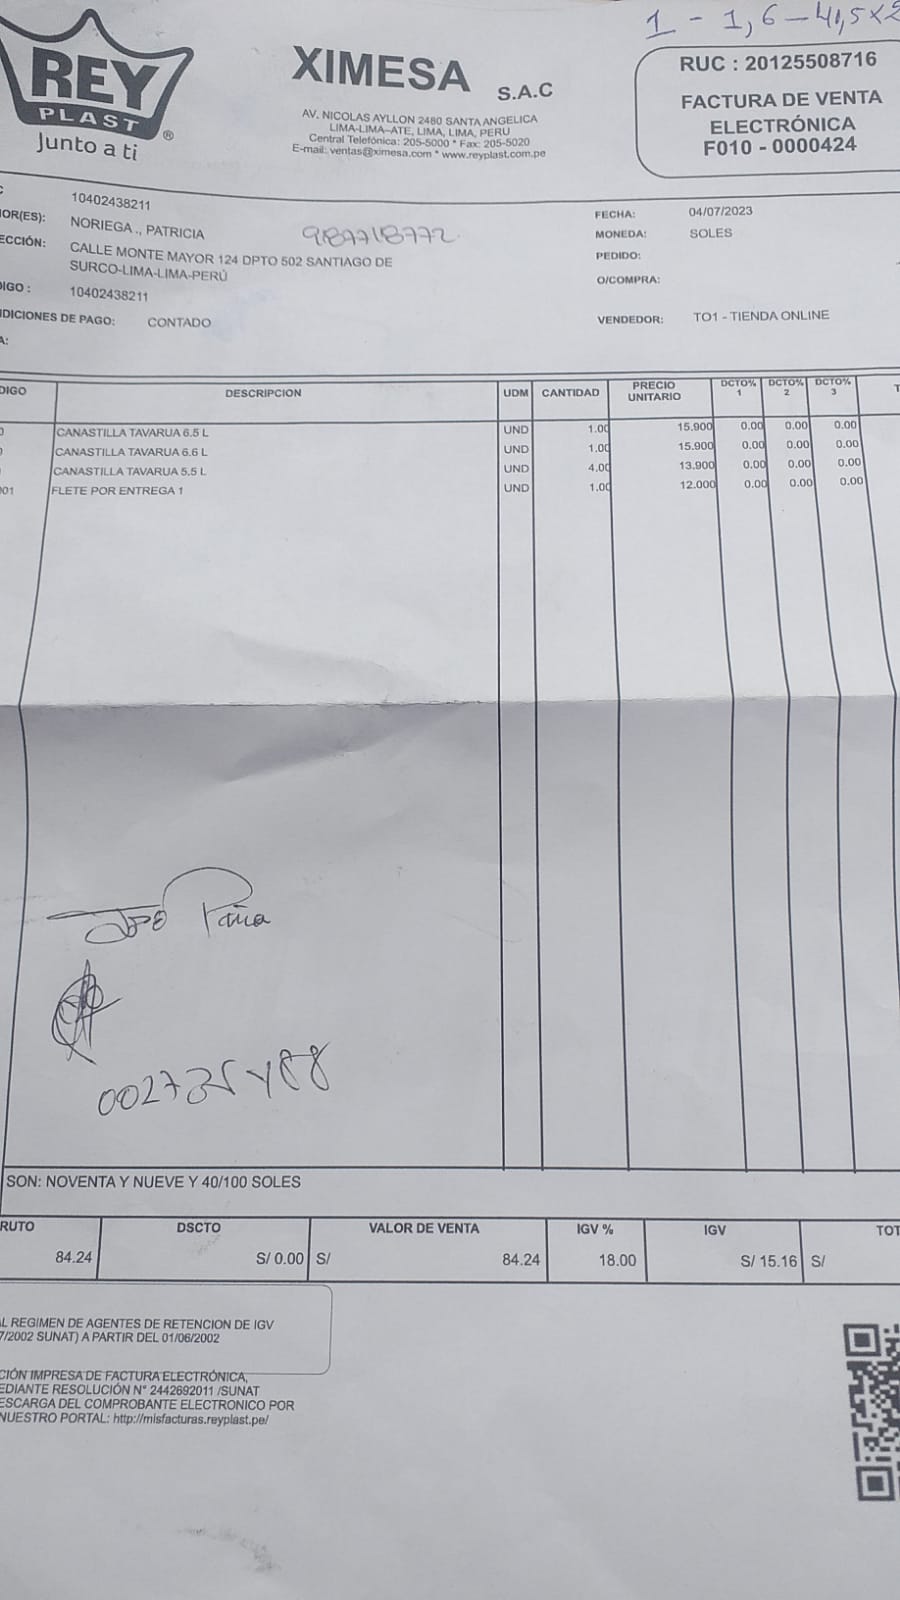 1 - 1,6 - 41,5x2
REY
PLAST
®
Junto a ti
XIMESA S.A.C
AV. NICOLAS AYLLON 2480 SANTA ANGELICA
LIMA-LIMA-ATE, LIMA, LIMA, PERU
Central Telefónica: 205-5000 * Fax: 205-5020
E-mail: ventas@ximesa.com * www.reyplast.com.pe
RUC : 20125508716
FACTURA DE VENTA
ELECTRÓNICA
F010 - 0000424
C 10402438211
IOR(ES): NORIEGA ., PATRICIA
987718772
ECCIÓN: CALLE MONTE MAYOR 124 DPTO 502 SANTIAGO DE
SURCO-LIMA-LIMA-PERÚ
DIGO : 10402438211
NDICIONES DE PAGO: CONTADO
A:
FECHA: 04/07/2023
MONEDA: SOLES
PEDIDO:
O/COMPRA:
VENDEDOR: TO1 - TIENDA ONLINE
DIGO DESCRIPCION UDM CANTIDAD PRECIO UNITARIO DCTO% 1 DCTO% 2 DCTO% 3 T
0 CANASTILLA TAVARUA 6.5 L UND 1.00 15.900 0.00 0.00 0.00
0 CANASTILLA TAVARUA 6.6 L UND 1.00 15.900 0.00 0.00 0.00
CANASTILLA TAVARUA 5.5 L UND 4.00 13.900 0.00 0.00 0.00
001 FLETE POR ENTREGA 1 UND 1.00 12.000 0.00 0.00 0.00
SON: NOVENTA Y NUEVE Y 40/100 SOLES
RUTO DSCTO VALOR DE VENTA IGV % IGV TOT
84.24 S/ 0.00 S/ 84.24 18.00 S/ 15.16 S/
AL REGIMEN DE AGENTES DE RETENCION DE IGV
7/2002 SUNAT) A PARTIR DEL 01/06/2002
CIÓN IMPRESA DE FACTURA ELECTRÓNICA,
EDIANTE RESOLUCIÓN N° 2442692011 /SUNAT
ESCARGA DEL COMPROBANTE ELECTRONICO POR
NUESTRO PORTAL: http://misfacturas.reyplast.pe/